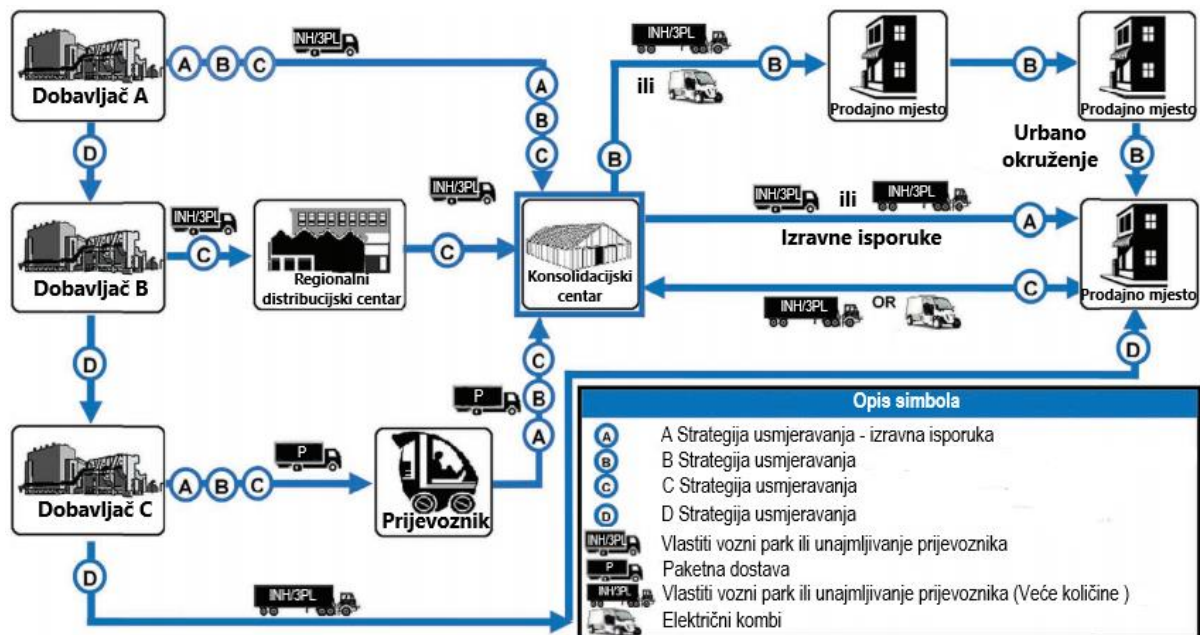 A B C
INH/3PL
Dobavljač A
A
B
C
D
INH/3PL
ili
B
B
Prodajno mjesto
B
Prodajno mjesto
Urbano
okruženje
B
INH/3PL
C
Dobavljač B
Regionalni
distribucijski centar
INH/3PL
C
Konsolidacijski
centar
INH/3PL
ili
INH/3PL
A
Izravne isporuke
Prodajno mjesto
C
INH/3PL
OR
D
D
C
B
A
P
A B C
P
Dobavljač C
Prijevoznik
D
INH/3PL
Opis simbola
A A Strategija usmjeravanja - izravna isporuka
B B Strategija usmjeravanja
C C Strategija usmjeravanja
D D Strategija usmjeravanja
INH/3PL Vlastiti vozni park ili unajmljivanje prijevoznika
P Paketna dostava
INH/3PL Vlastiti vozni park ili unajmljivanje prijevoznika (Veće količine )
Električni kombi